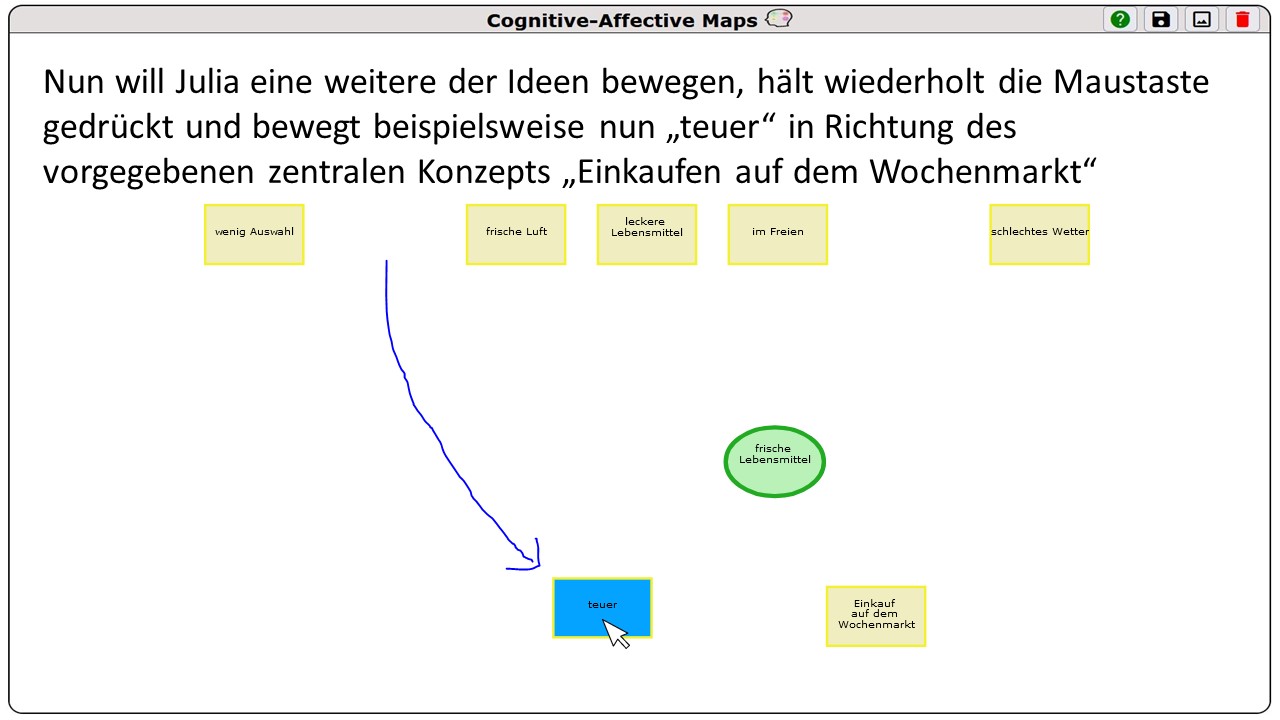 Cognitive-Affective Maps
Nun will Julia eine weitere der Ideen bewegen, hält wiederholt die Maustaste
gedrückt und bewegt beispielsweise nun „teuer“ in Richtung des
vorgegebenen zentralen Konzepts „Einkaufen auf dem Wochenmarkt“
wenig Auswahl
frische Luft
leckere
Lebensmittel
im Freien
schlechtes Wetter
frische
Lebensmittel
teuer
Einkauf
auf dem
Wochenmarkt